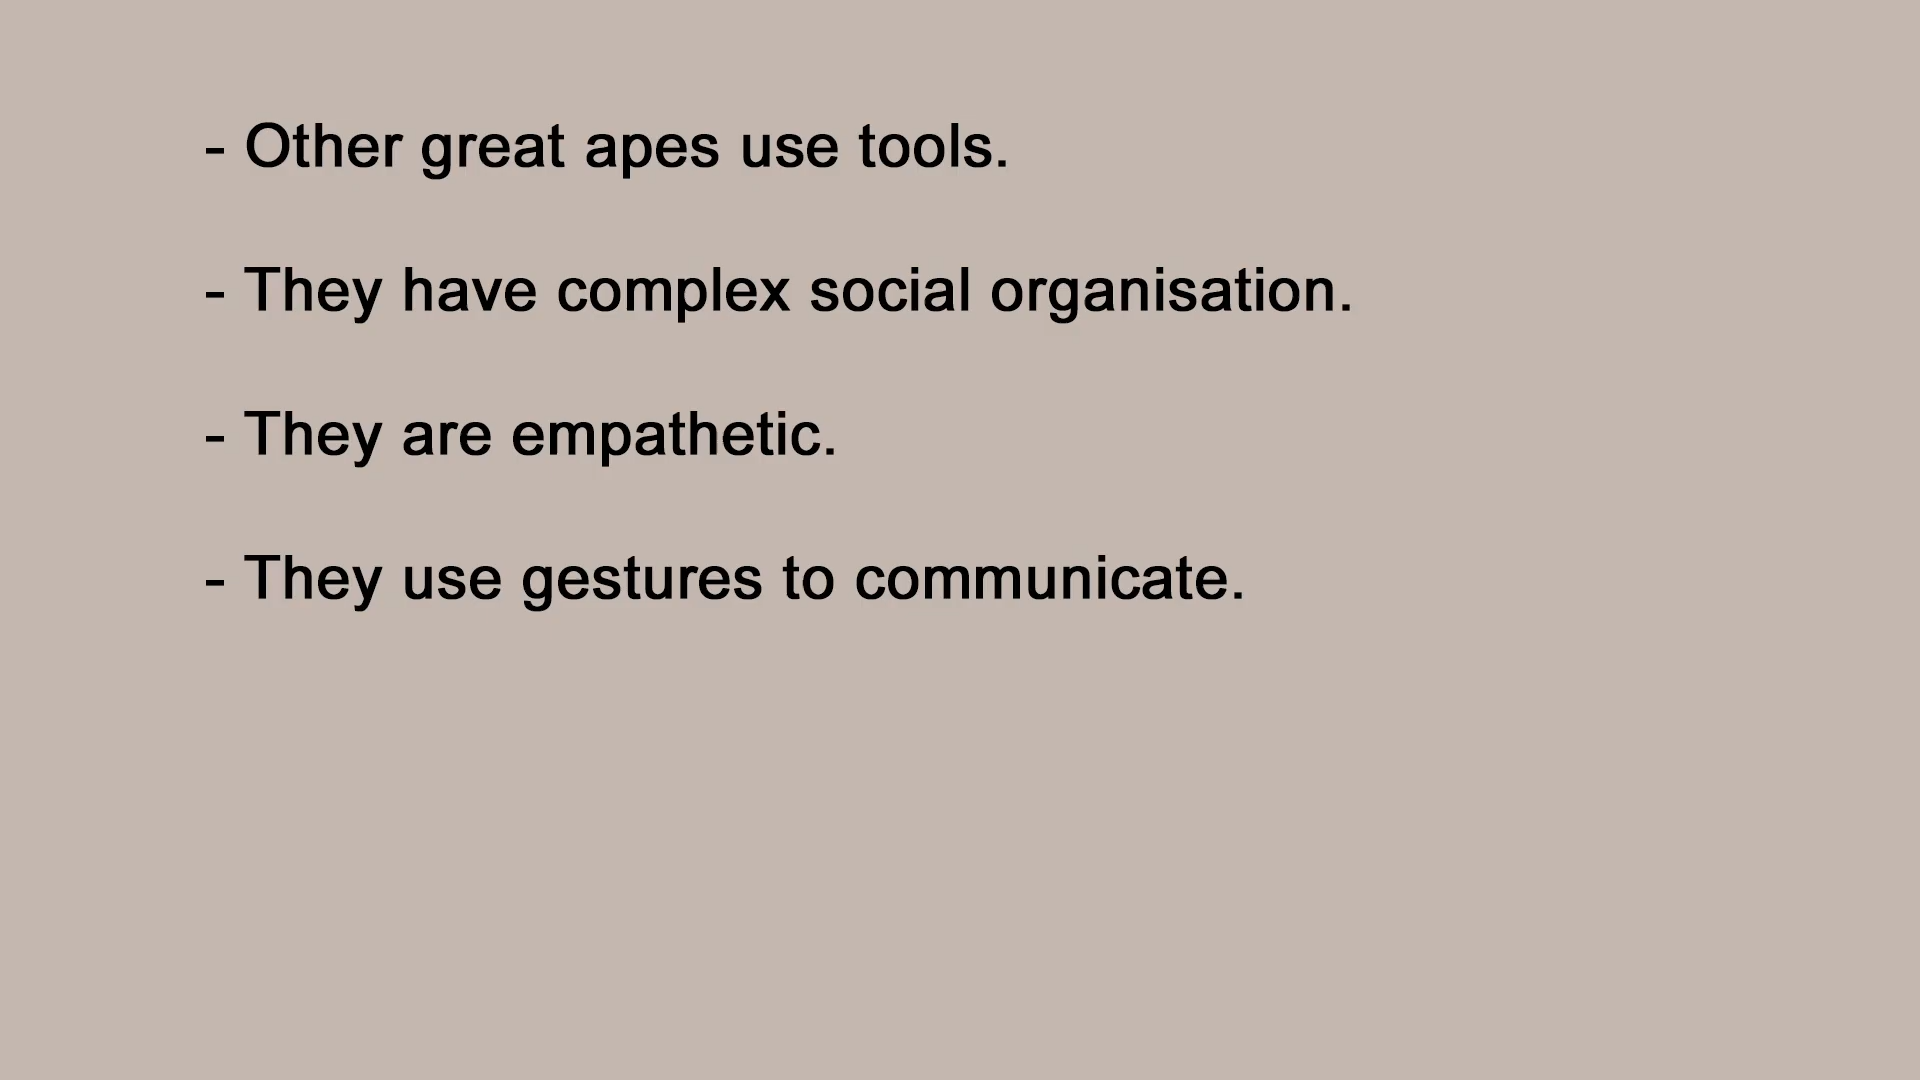 - Other great apes use tools.
- They have complex social organisation.
- They are empathetic.
- They use gestures to communicate.